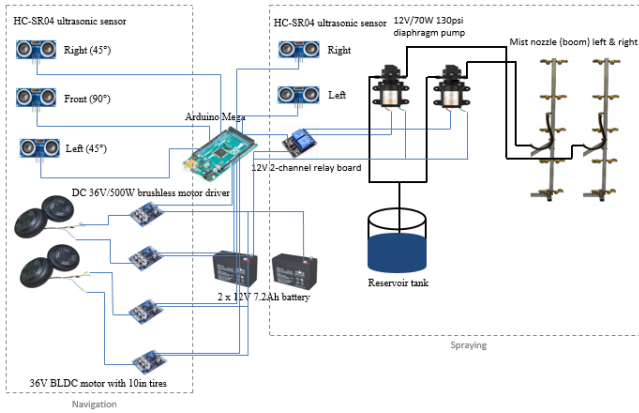 HC-SR04 ultrasonic sensor
Right (45°)
Front (90°)
Left (45°)
Arduino Mega
DC 36V/500W brushless motor driver
2 x 12V 7.2Ah battery
36V BLDC motor with 10in tires
Navigation
HC-SR04 ultrasonic sensor
Right
Left
12V 2-channel relay board
12V/70W 130psi
diaphragm pump
Mist nozzle (boom) left & right
Reservoir tank
Spraying